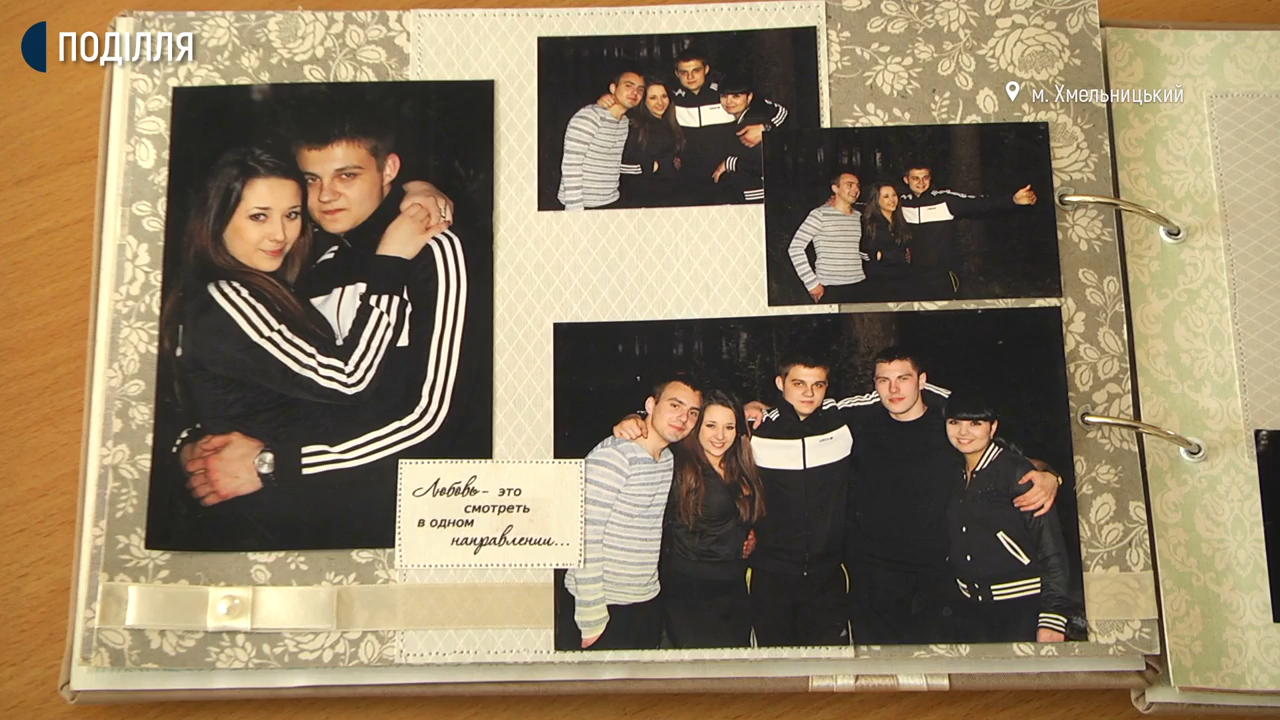 ПОДІЛЛЯ
м. Хмельницький
Любовь - это
смотреть
в одном
направлении...